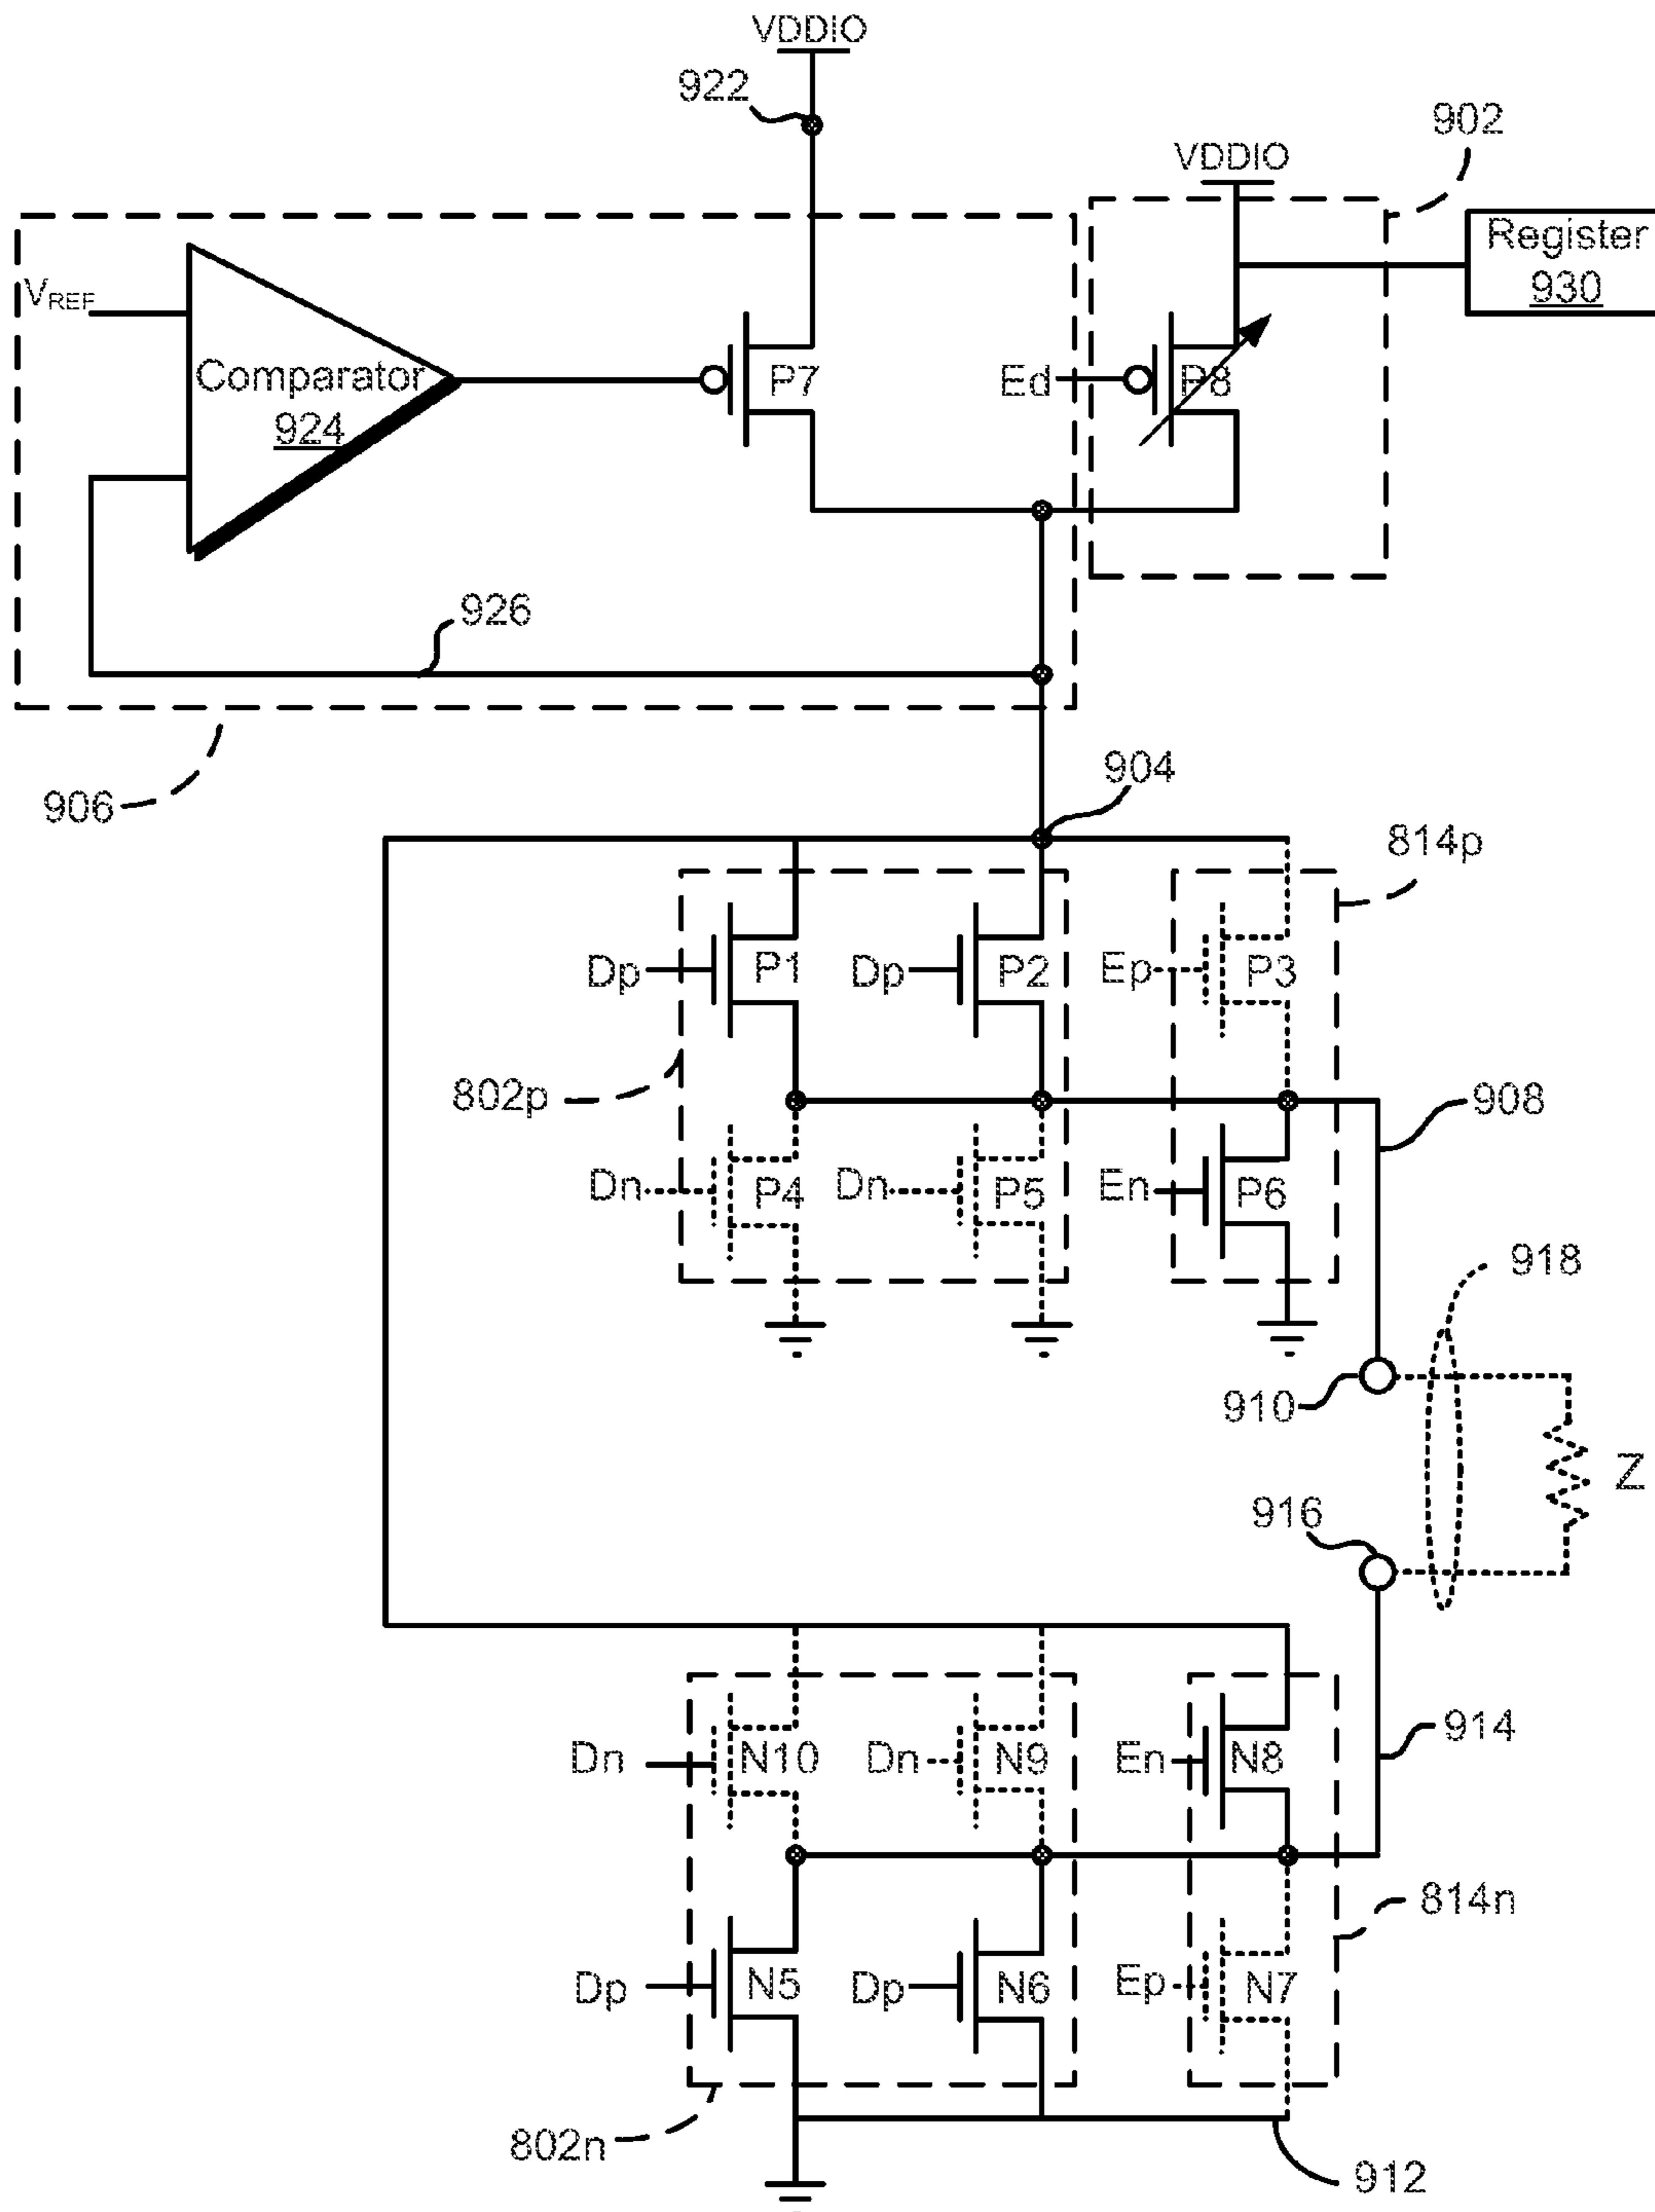 VDDIO
922
902
VDDIO
Register
930
VREF
Comparator
924
P7
Ed
P8
926
906
904
814p
Dp
P1
Dp
P2
Ep
P3
802p
908
Dn
P4
Dn
P5
En
P6
918
910
Z
916
Dn
N10
Dn
N9
En
N8
914
814n
Dp
N5
Dp
N6
Ep
N7
802n
912